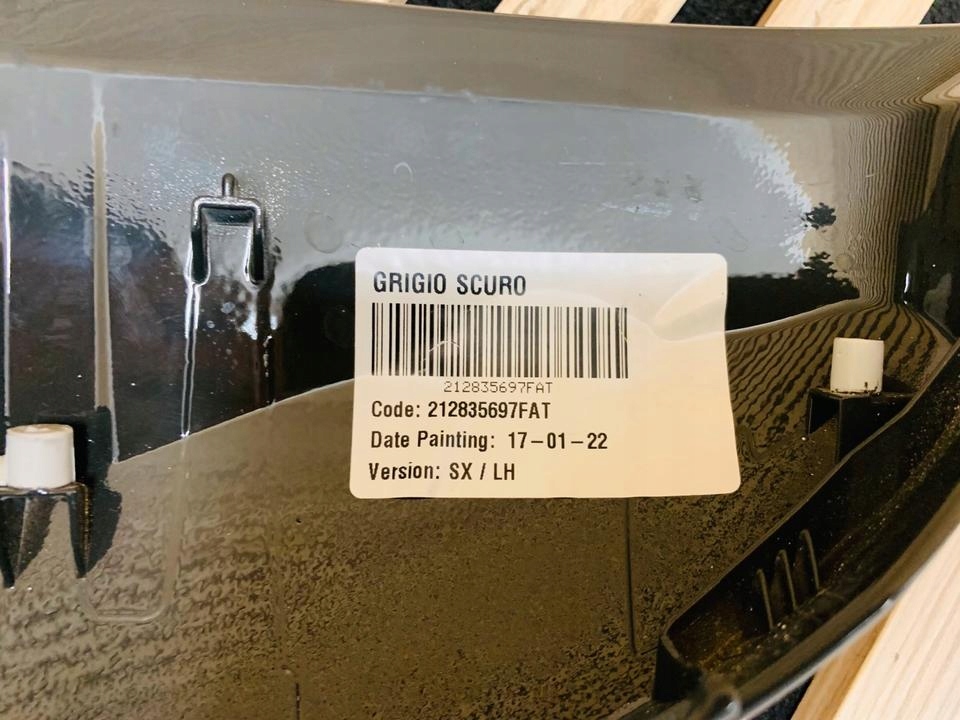 GRIGIO SCURO
212835697FAT
Code: 212835697FAT
Date Painting: 17-01-22
Version: SX / LH